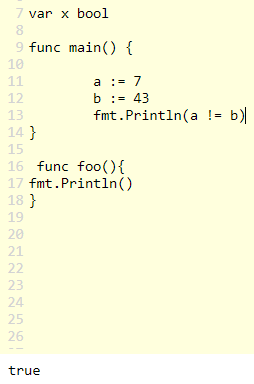 7 var x bool
8
9 func main() {
10
11 a := 7
12 b := 43
13 fmt.Println(a != b)
14 }
15
16 func foo(){
17 fmt.Println()
18 }
19
20
21
22
23
24
25
26
true